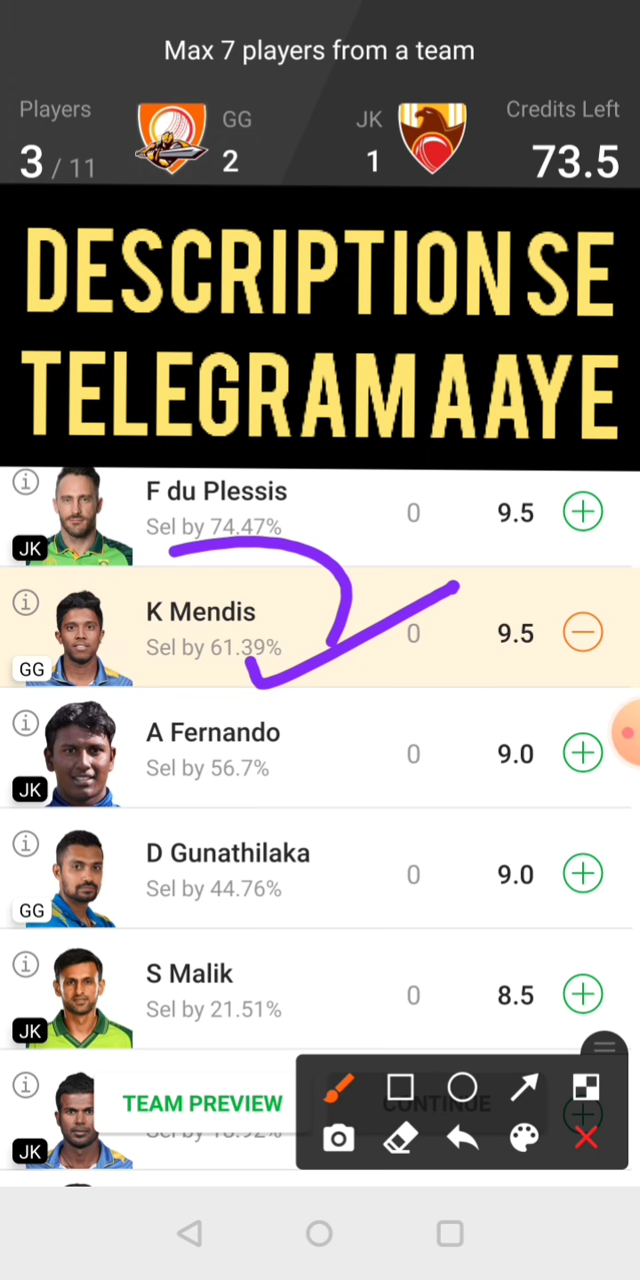 Max 7 players from a team
Players GG JK Credits Left
3 / 11 2 1 73.5
DESCRIPTION SE
TELEGRAM AAYE
F du Plessis
Sel by 74.47% 0 9.5
JK
K Mendis
Sel by 61.39% 0 9.5
GG
A Fernando
Sel by 56.7% 0 9.0
JK
D Gunathilaka
Sel by 44.76% 0 9.0
GG
S Malik
Sel by 21.51% 0 8.5
JK
TEAM PREVIEW CONTINUE
JK